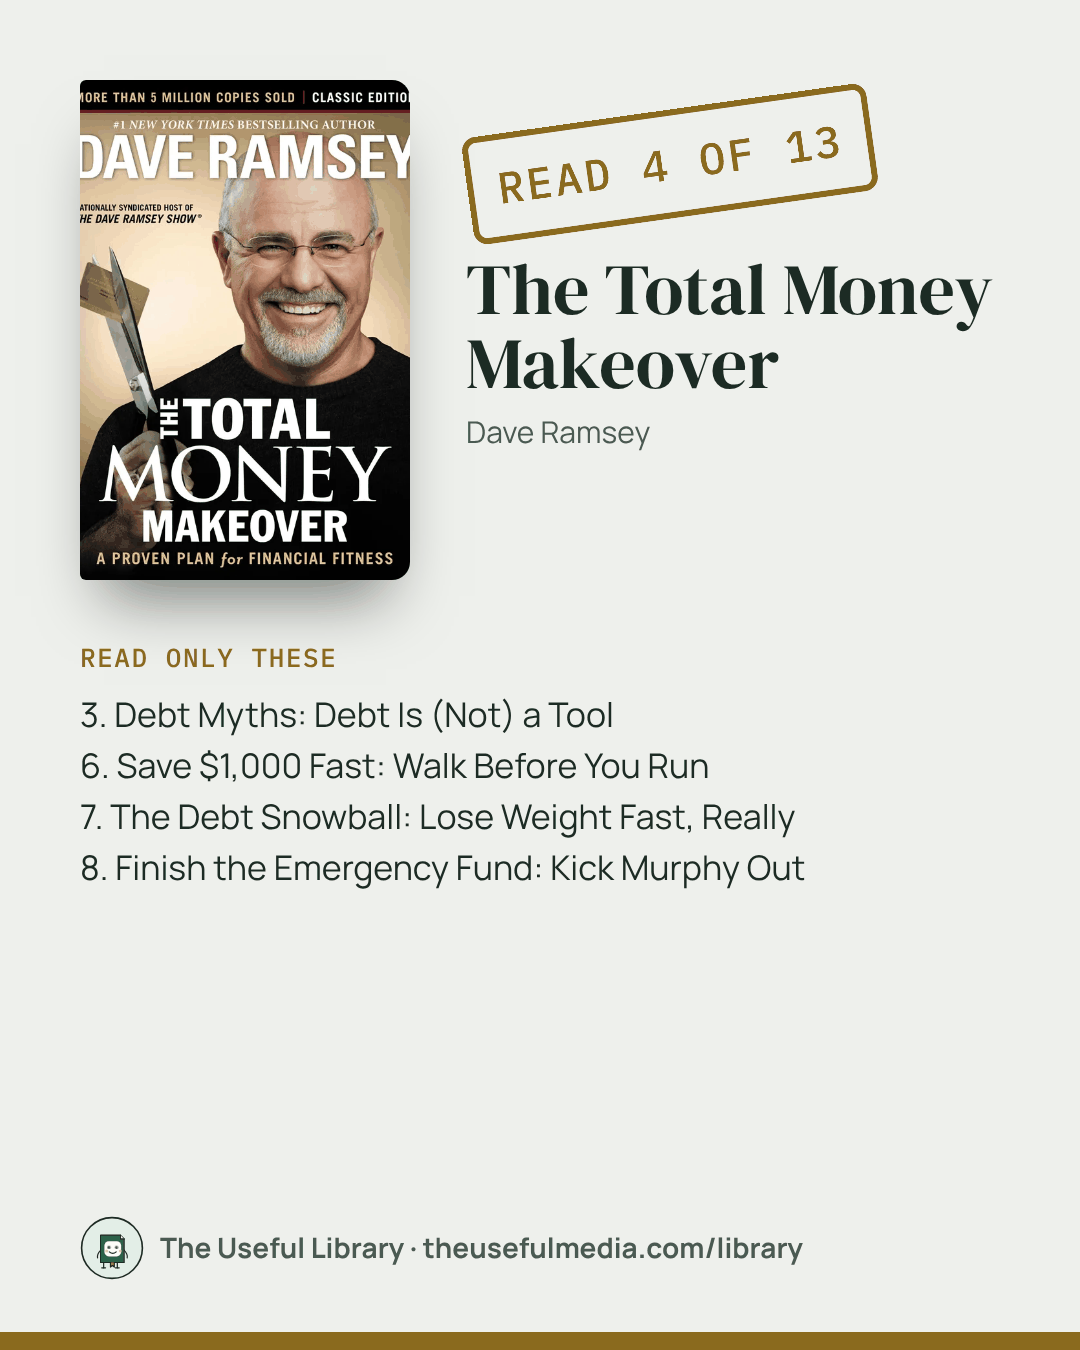 MORE THAN 5 MILLION COPIES SOLD | CLASSIC EDITIO
#1 NEW YORK TIMES BESTSELLING AUTHOR
DAVE RAMSEY
ATIONALLY SYNDICATED HOST OF
HE DAVE RAMSEY SHOW®
THE TOTAL
MONEY
MAKEOVER
A PROVEN PLAN for FINANCIAL FITNESS
READ 4 OF 13
The Total Money
Makeover
Dave Ramsey
READ ONLY THESE
3. Debt Myths: Debt Is (Not) a Tool
6. Save $1,000 Fast: Walk Before You Run
7. The Debt Snowball: Lose Weight Fast, Really
8. Finish the Emergency Fund: Kick Murphy Out
The Useful Library · theusefulmedia.com/library